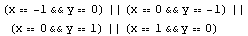 (x == -1 && y == 0) || (x == 0 && y == -1) ||
(x == 0 && y == 1) || (x == 1 && y == 0)